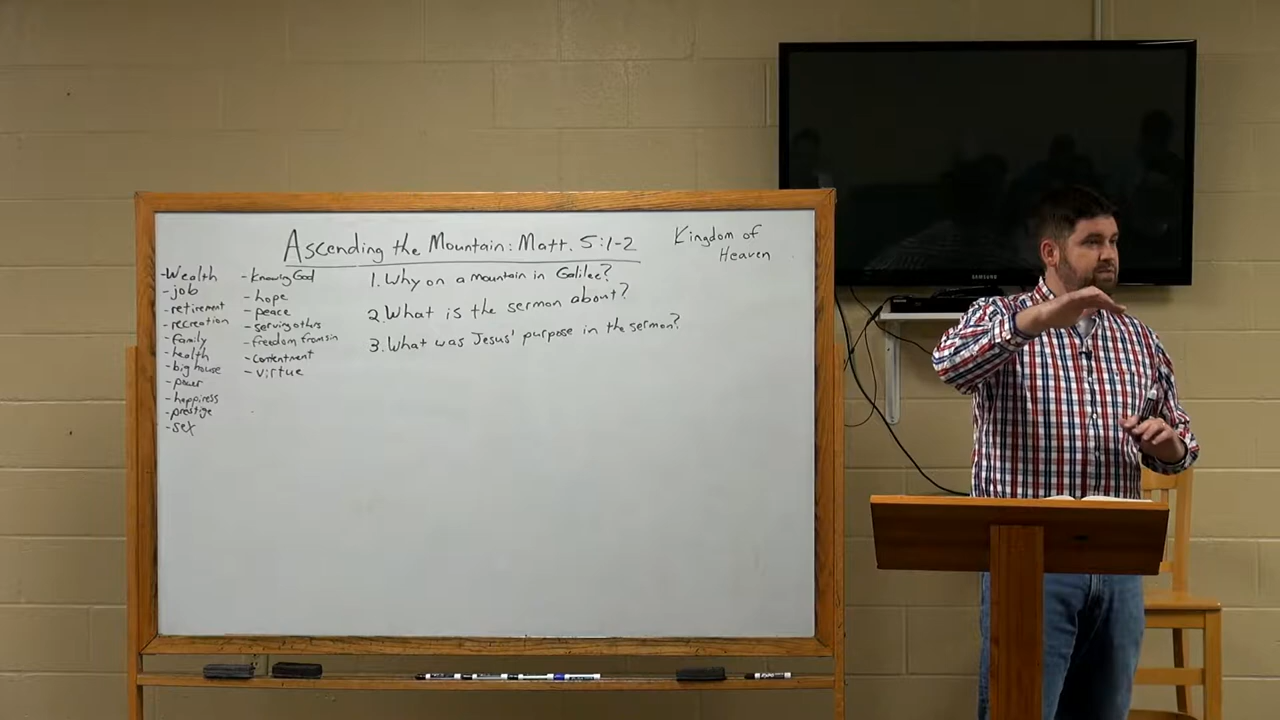 Ascending the Mountain: Matt. 5:1-2
Kingdom of
Heaven
-Wealth
-job
-retirement
-recreation
-family
-health
-big house
-power
-happiness
-prestige
-sex
-Knowing God
-hope
-peace
-serving others
-freedom from sin
-contentment
-virtue
1. Why on a mountain in Galilee?
2. What is the sermon about?
3. What was Jesus' purpose in the sermon?
SAMSUNG